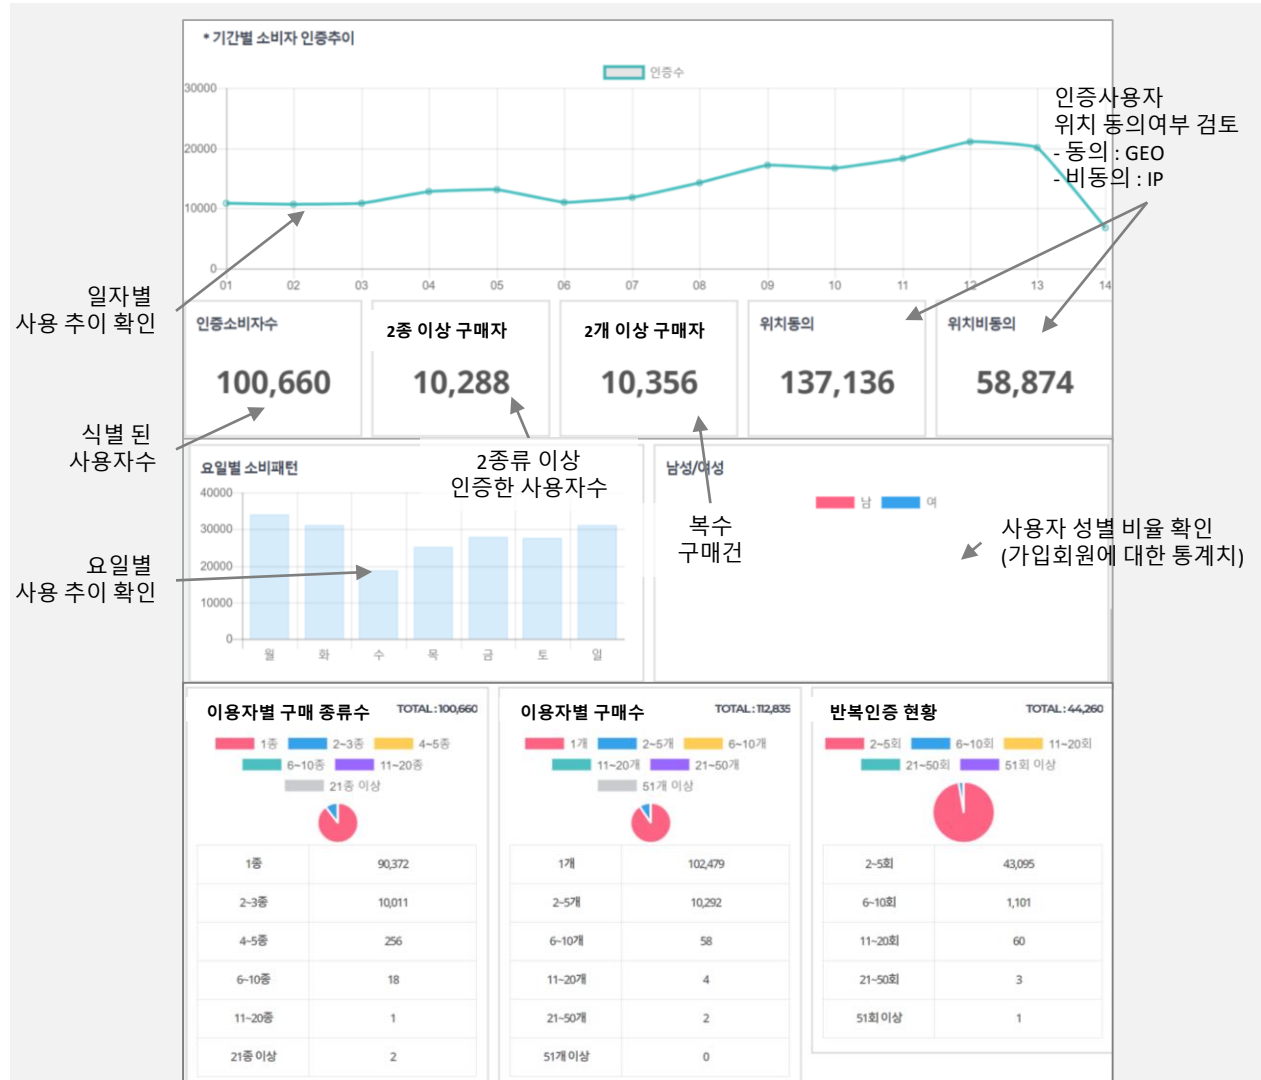 * 기간별 소비자 인증추이
인증수
30000
20000
10000
0
01 02 03 04 05 06 07 08 09 10 11 12 13 14
인증사용자
위치 동의여부 검토
- 동의 : GEO
- 비동의 : IP
일자별
사용 추이 확인
인증소비자수
100,660
2종 이상 구매자
10,288
2개 이상 구매자
10,356
위치동의
137,136
위치비동의
58,874
식별 된
사용자수
2종류 이상
인증한 사용자수
복수
구매건
요일별 소비패턴
40000
30000
20000
10000
0
월 화 수 목 금 토 일
요일별
사용 추이 확인
남성/여성
남 여
사용자 성별 비율 확인
(가입회원에 대한 통계치)
이용자별 구매 종류수 TOTAL : 100,660
1종 2~3종 4~5종
6~10종 11~20종
21종 이상
1종 90,372
2~3종 10,011
4~5종 256
6~10종 18
11~20종 1
21종 이상 2
이용자별 구매수 TOTAL : 112,835
1개 2~5개 6~10개
11~20개 21~50개
51개 이상
1개 102,479
2~5개 10,292
6~10개 58
11~20개 4
21~50개 2
51개 이상 0
반복인증 현황 TOTAL : 44,260
2~5회 6~10회 11~20회
21~50회 51회 이상
2~5회 43,095
6~10회 1,101
11~20회 60
21~50회 3
51회 이상 1